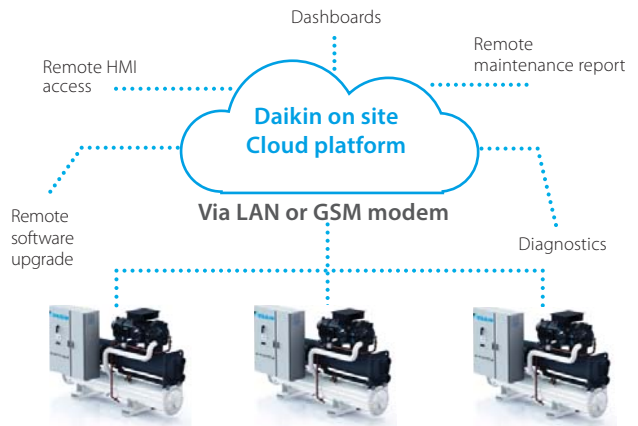 Dashboards
Remote HMI
access
Remote
maintenance report
Daikin on site
Cloud platform
Via LAN or GSM modem
Remote
software
upgrade
Diagnostics